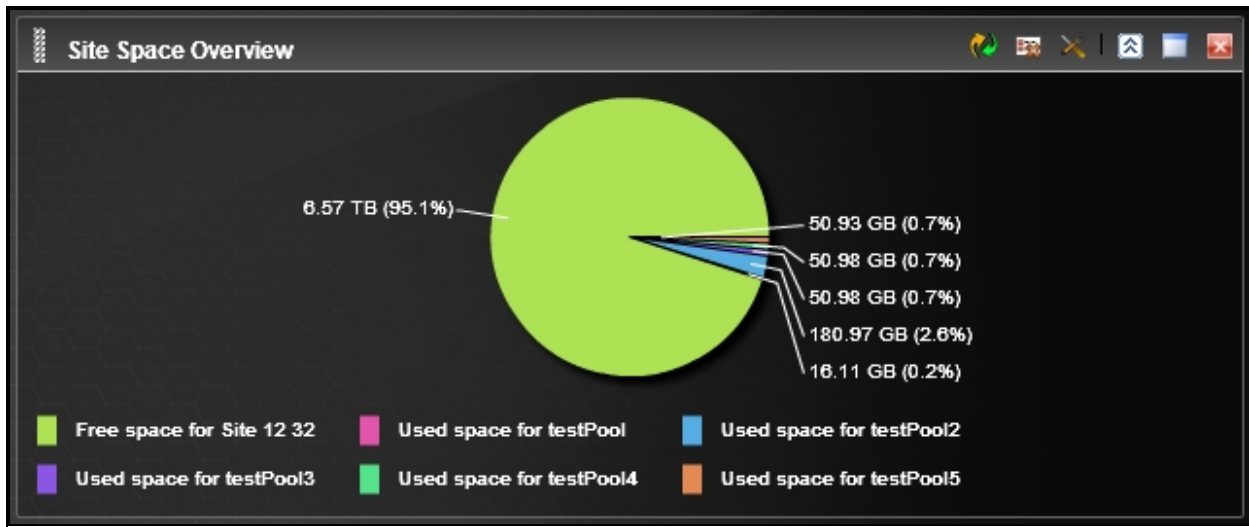 Site Space Overview
6.57 TB (95.1%)
50.93 GB (0.7%)
50.98 GB (0.7%)
50.98 GB (0.7%)
180.97 GB (2.6%)
16.11 GB (0.2%)
Free space for Site 12 32
Used space for testPool
Used space for testPool2
Used space for testPool3
Used space for testPool4
Used space for testPool5